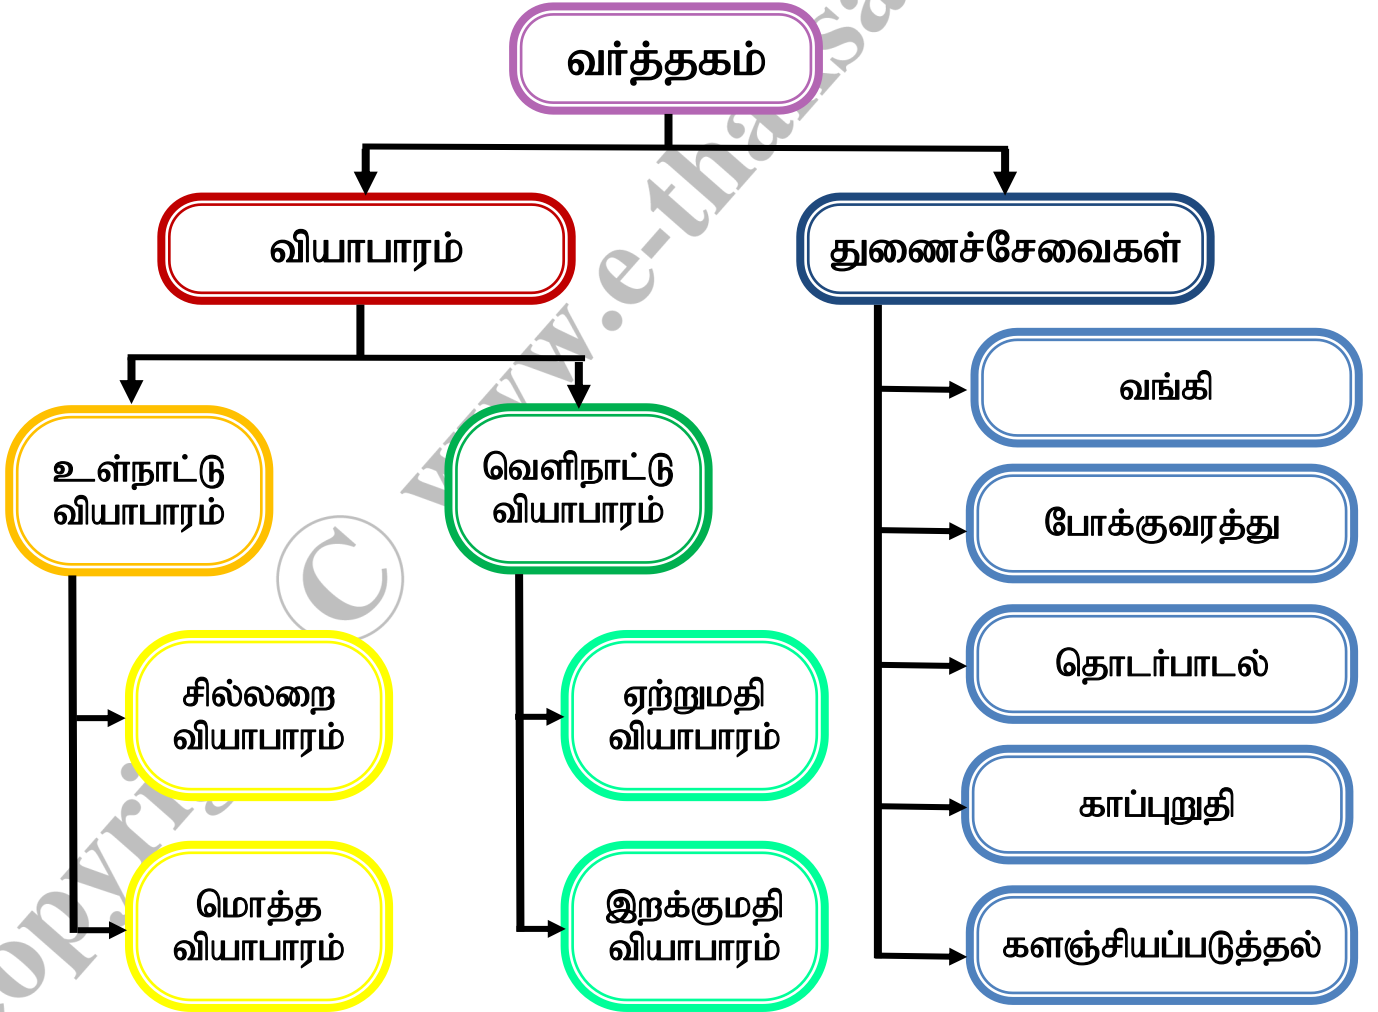 வர்த்தகம்
வியாபாரம்
துணைச்சேவைகள்
உள்நாட்டு
வியாபாரம்
வெளிநாட்டு
வியாபாரம்
சில்லறை
வியாபாரம்
மொத்த
வியாபாரம்
ஏற்றுமதி
வியாபாரம்
இறக்குமதி
வியாபாரம்
வங்கி
போக்குவரத்து
தொடர்பாடல்
காப்புறுதி
களஞ்சியப்படுத்தல்
©